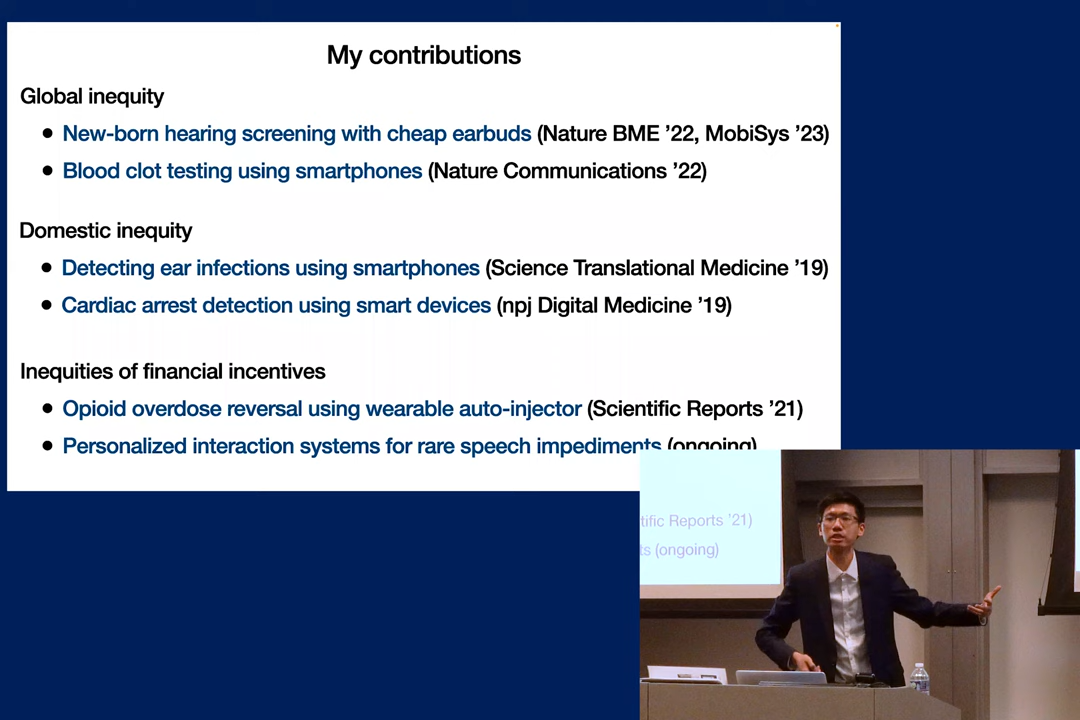 My contributions
Global inequity
• New-born hearing screening with cheap earbuds (Nature BME ’22, MobiSys ’23)
• Blood clot testing using smartphones (Nature Communications ’22)
Domestic inequity
• Detecting ear infections using smartphones (Science Translational Medicine ’19)
• Cardiac arrest detection using smart devices (npj Digital Medicine ’19)
Inequities of financial incentives
• Opioid overdose reversal using wearable auto-injector (Scientific Reports ’21)
• Personalized interaction systems for rare speech impediments (ongoing)
tific Reports ’21)
ts (ongoing)